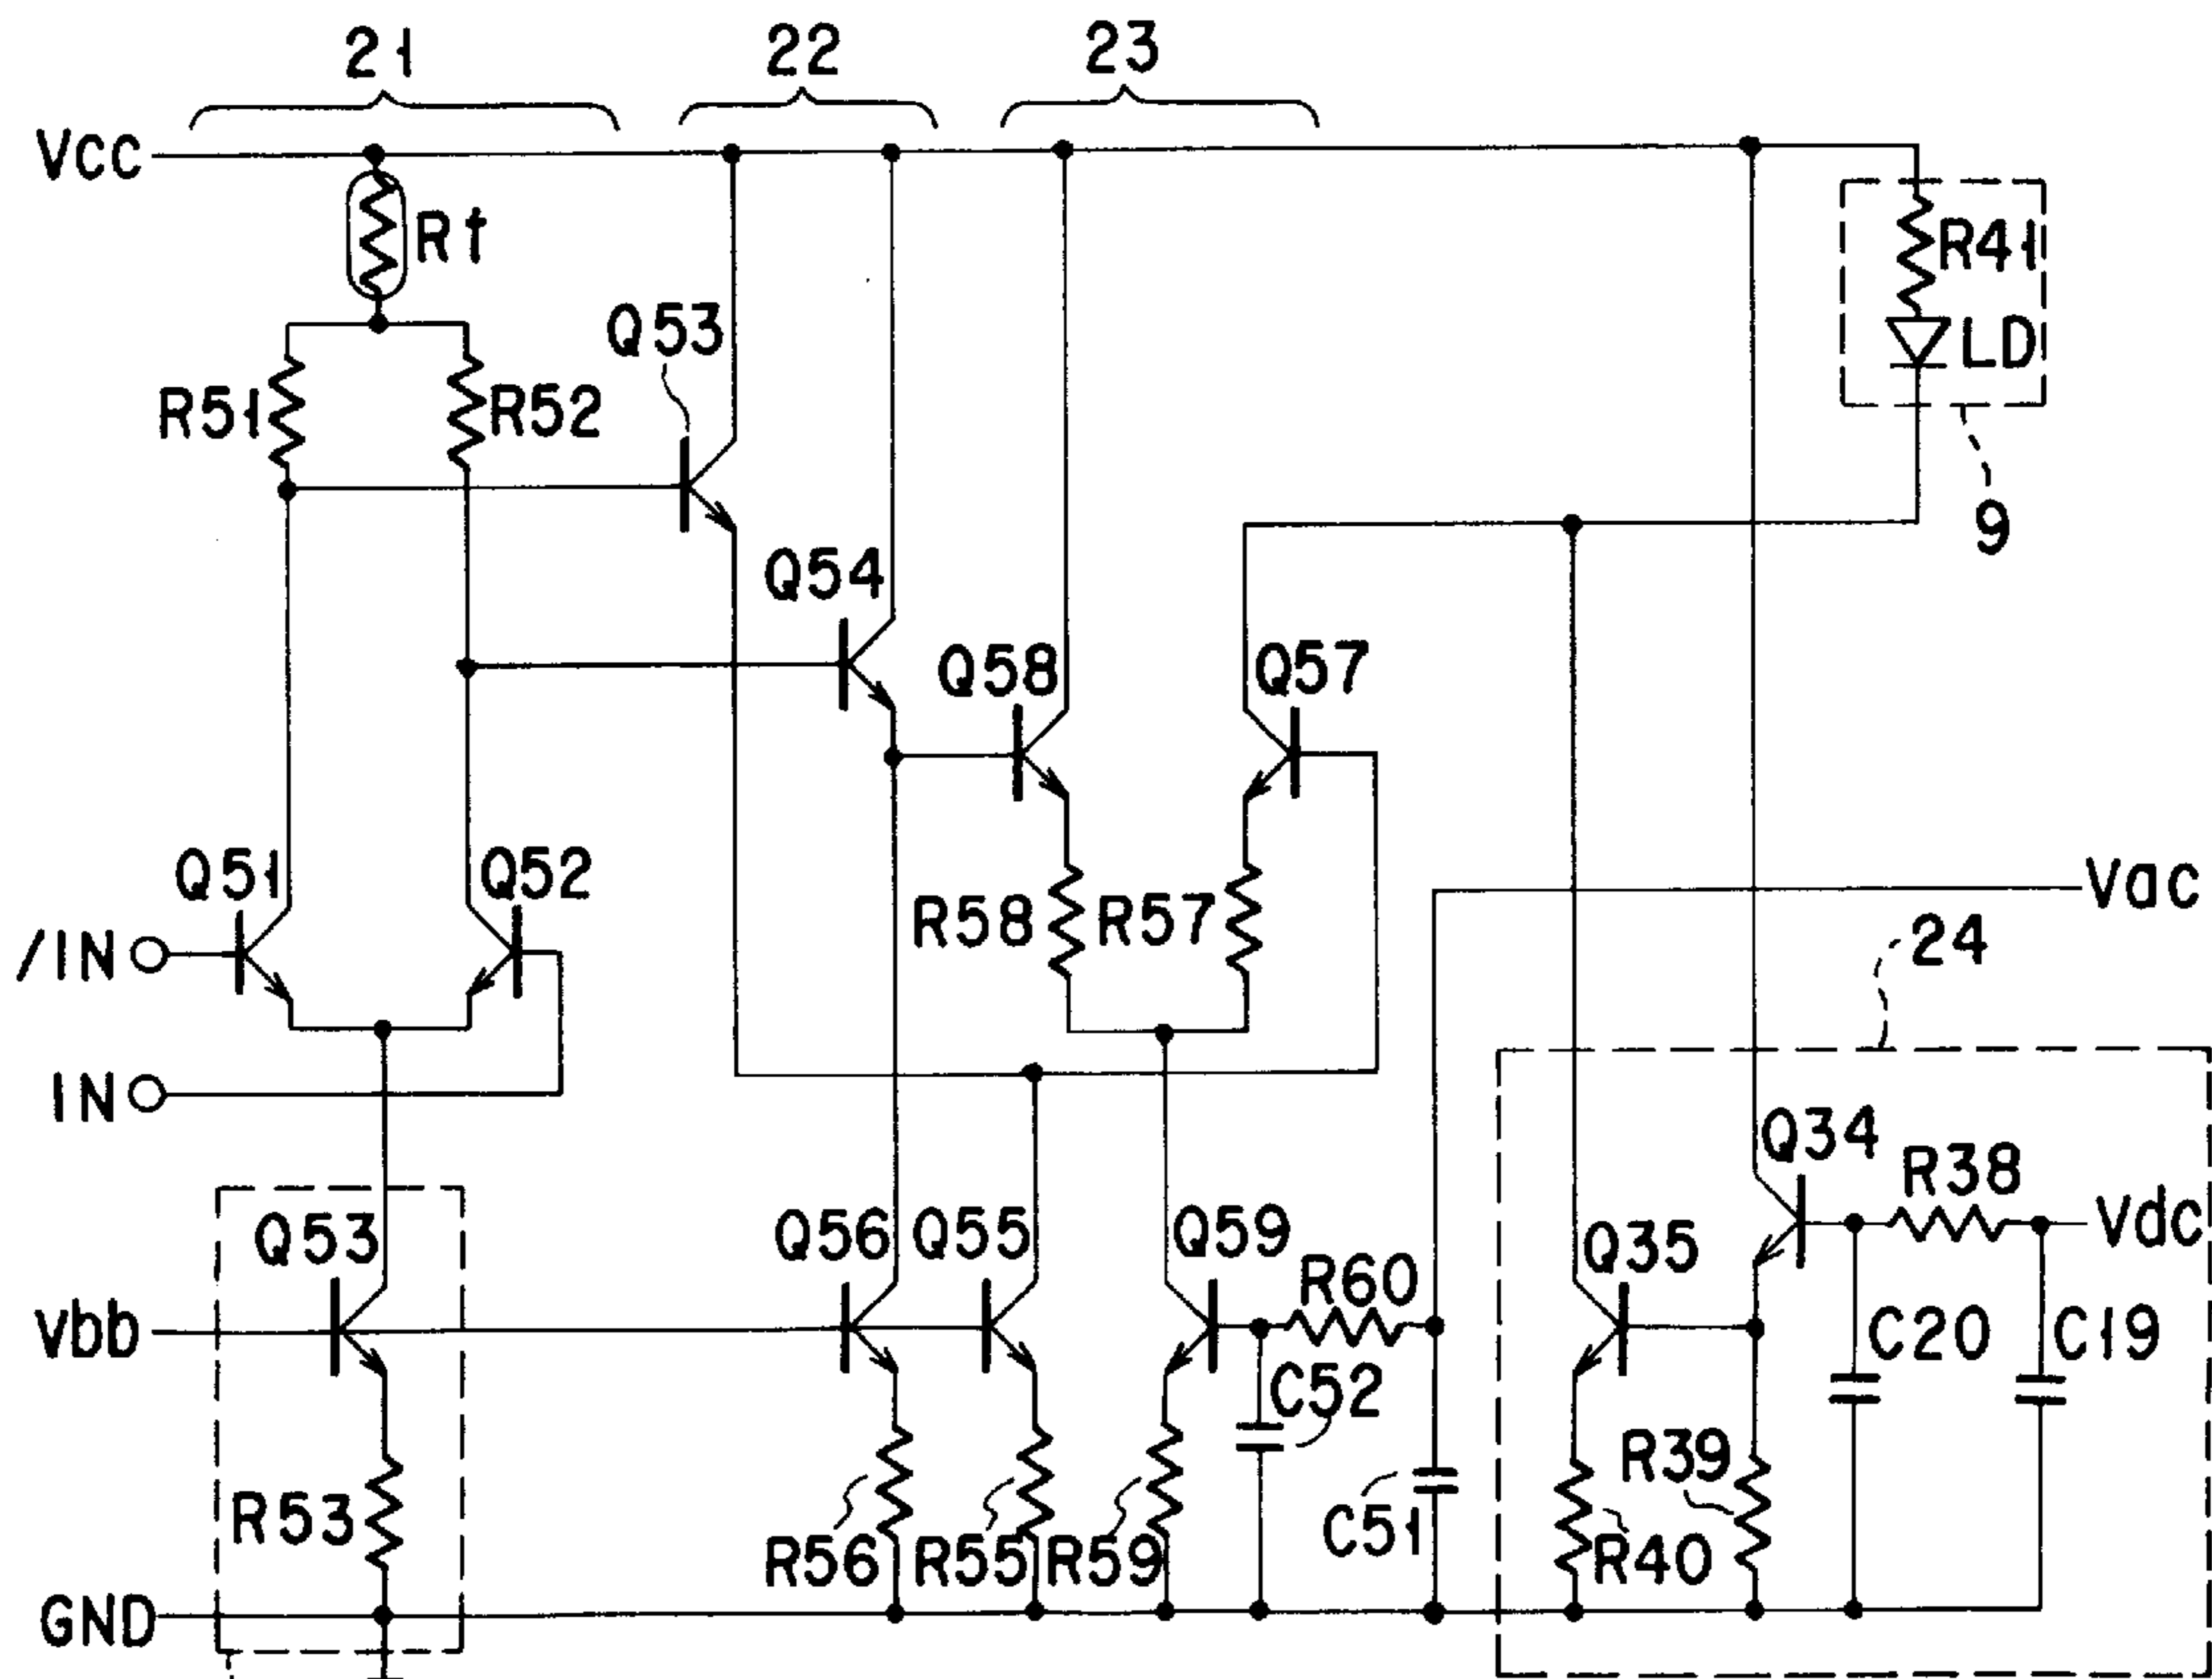 21
22
23
VCC
Rt
R41
Q53
LD
R51
R52
9
Q54
Q58
Q57
Q51
Q52
Vac
R58
R57
24
/IN
IN
Q34
R38
Q53
Q56
Q55
Q59
Q35
Vdc
R60
Vbb
C20
C19
C52
R39
R53
C51
R56
R55
R59
R40
GND